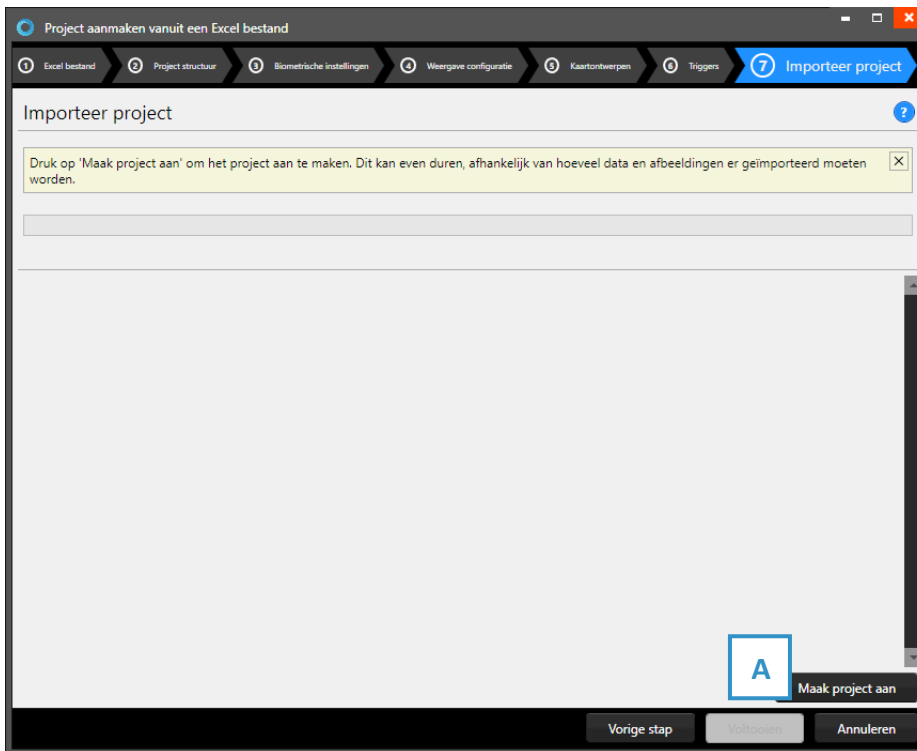 Project aanmaken vanuit een Excel bestand
1 Excel bestand 2 Project structuur 3 Biometrische instellingen 4 Weergave configuratie 5 Kaartontwerpen 6 Triggers 7 Importeer project
Importeer project ?
Druk op 'Maak project aan' om het project aan te maken. Dit kan even duren, afhankelijk van hoeveel data en afbeeldingen er geïmporteerd moeten
worden.
A
Maak project aan
Vorige stap Voltooien Annuleren